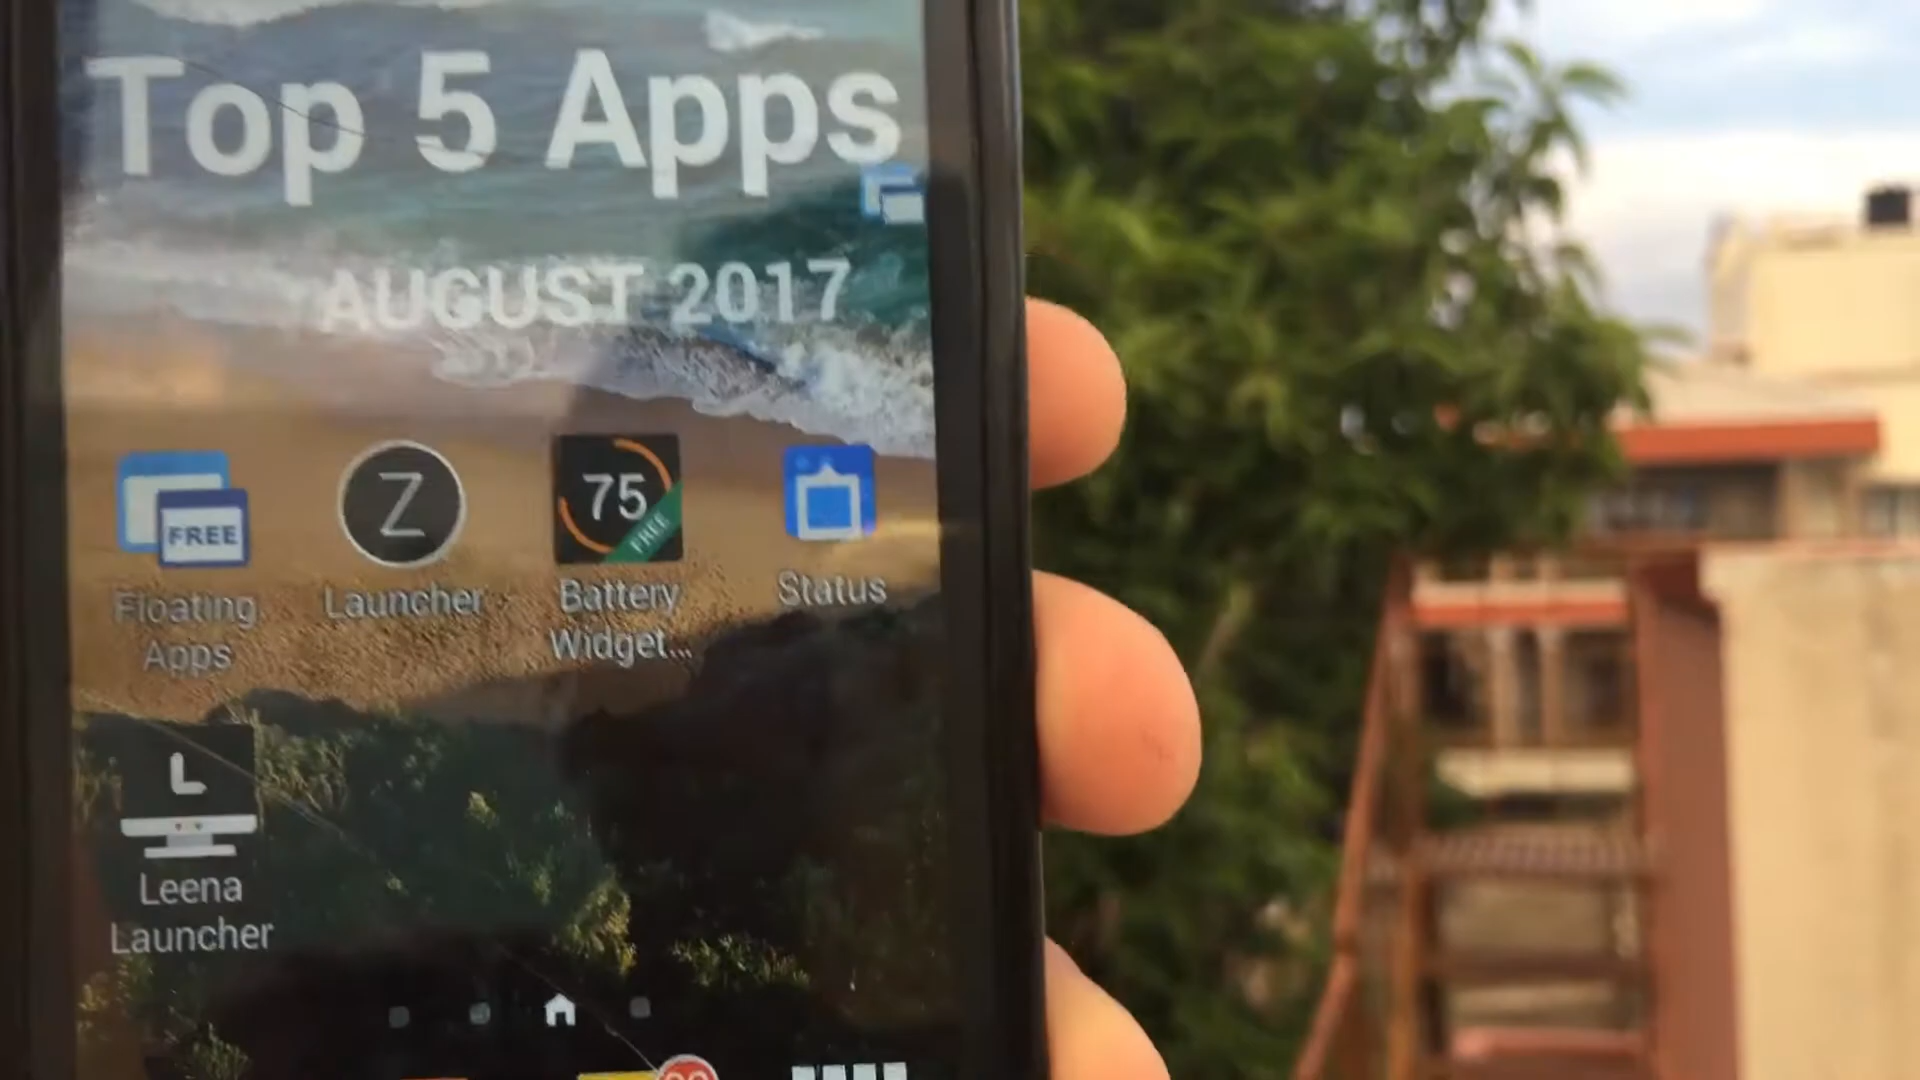 Top 5 Apps
AUGUST 2017
FREE
Z
75
FREE
Floating
Apps
Launcher
Battery
Widget...
Status
L
Leena
Launcher